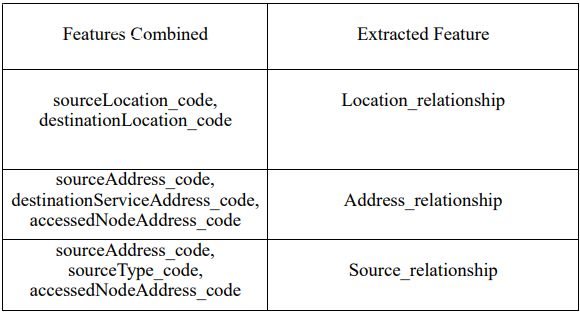 Features Combined
Extracted Feature
sourceLocation_code,
destinationLocation_code
Location_relationship
sourceAddress_code,
destinationServiceAddress_code,
accessedNodeAddress_code
Address_relationship
sourceAddress_code,
sourceType_code,
accessedNodeAddress_code
Source_relationship